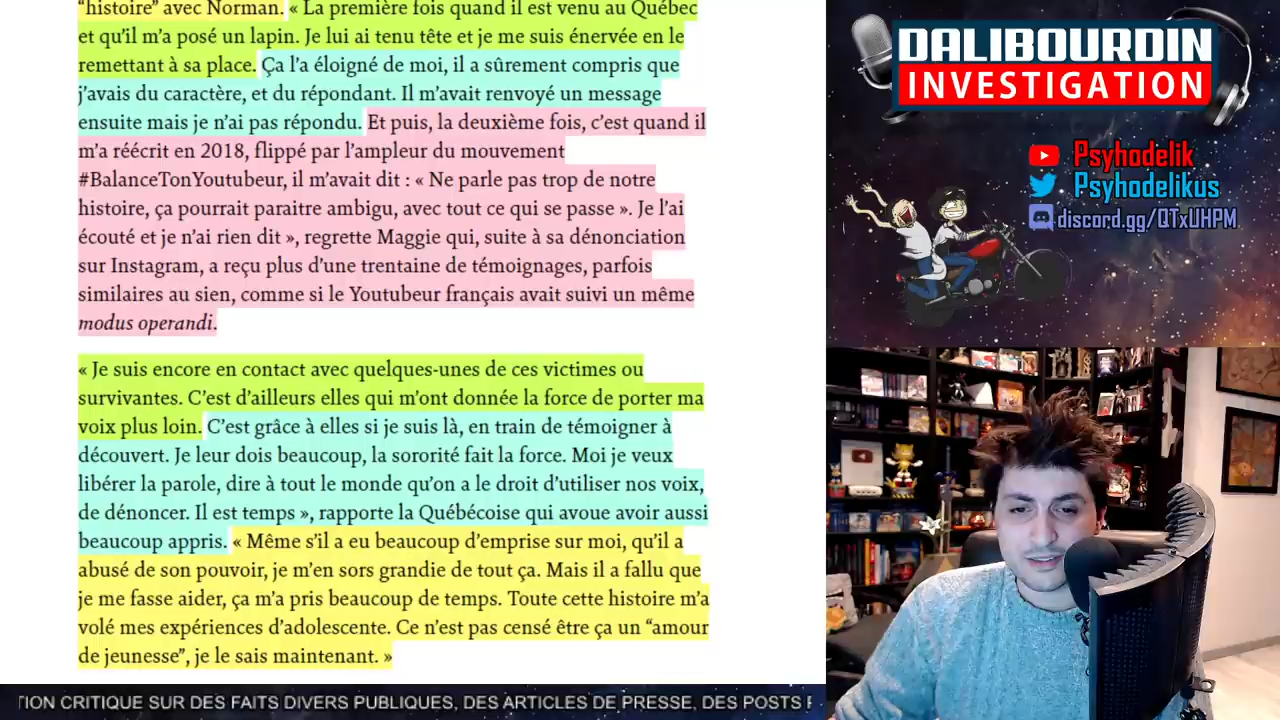 “histoire” avec Norman. « La première fois quand il est venu au Québec
et qu’il m’a posé un lapin. Je lui ai tenu tête et je me suis énervée en le
remettant à sa place. Ça l’a éloigné de moi, il a sûrement compris que
j’avais du caractère, et du répondant. Il m’avait renvoyé un message
ensuite mais je n’ai pas répondu. Et puis, la deuxième fois, c’est quand il
m’a réécrit en 2018, flippé par l’ampleur du mouvement
#BalanceTonYoutubeur, il m’avait dit : « Ne parle pas trop de notre
histoire, ça pourrait paraitre ambigu, avec tout ce qui se passe ». Je l’ai
écouté et je n’ai rien dit », regrette Maggie qui, suite à sa dénonciation
sur Instagram, a reçu plus d’une trentaine de témoignages, parfois
similaires au sien, comme si le Youtubeur français avait suivi un même
modus operandi.
« Je suis encore en contact avec quelques-unes de ces victimes ou
survivantes. C’est d’ailleurs elles qui m’ont donnée la force de porter ma
voix plus loin. C’est grâce à elles si je suis là, en train de témoigner à
découvert. Je leur dois beaucoup, la sororité fait la force. Moi je veux
libérer la parole, dire à tout le monde qu’on a le droit d’utiliser nos voix,
de dénoncer. Il est temps », rapporte la Québécoise qui avoue avoir aussi
beaucoup appris. « Même s’il a eu beaucoup d’emprise sur moi, qu’il a
abusé de son pouvoir, je m’en sors grandie de tout ça. Mais il a fallu que
je me fasse aider, ça m’a pris beaucoup de temps. Toute cette histoire m’a
volé mes expériences d’adolescente. Ce n’est pas censé être ça un “amour
de jeunesse”, je le sais maintenant. »
DALIBOURDIN
INVESTIGATION
Psyhodelik
Psyhodelikus
discord.gg/QTxUHPM
TION CRITIQUE SUR DES FAITS DIVERS PUBLIQUES, DES ARTICLES DE PRESSE, DES POSTS